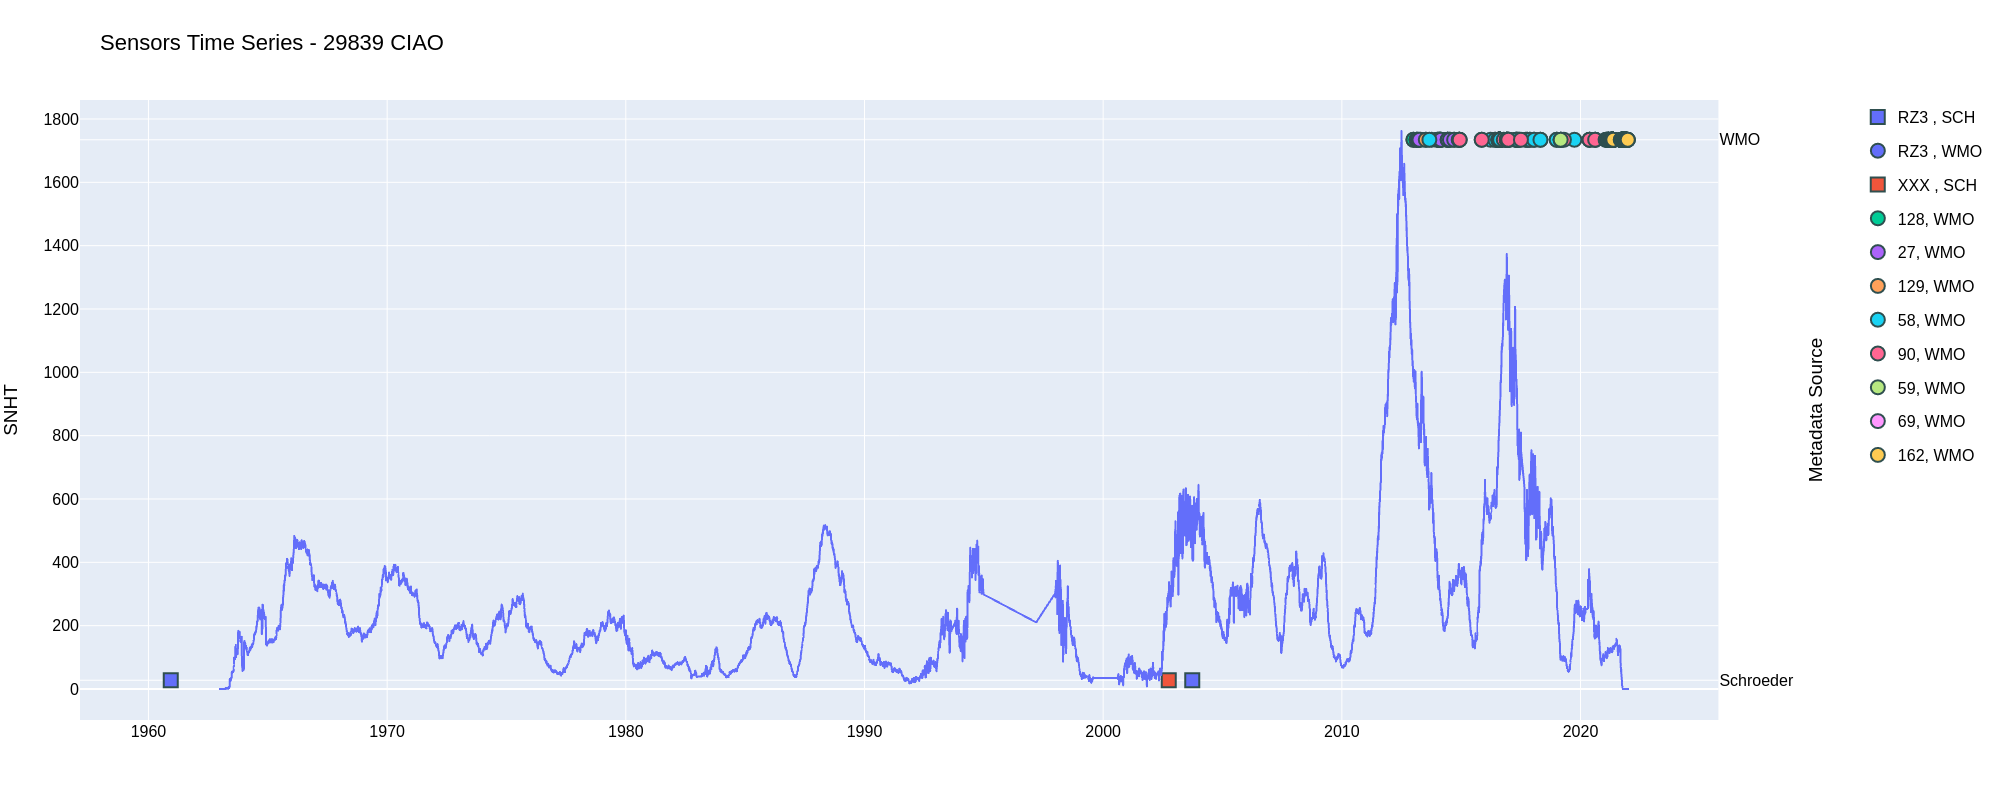 Sensors Time Series - 29839 CIAO
SNHT
1800
1600
1400
1200
1000
800
600
400
200
0
1960
1970
1980
1990
2000
2010
2020
WMO
Schroeder
Metadata Source
RZ3 , SCH
RZ3 , WMO
XXX , SCH
128, WMO
27, WMO
129, WMO
58, WMO
90, WMO
59, WMO
69, WMO
162, WMO